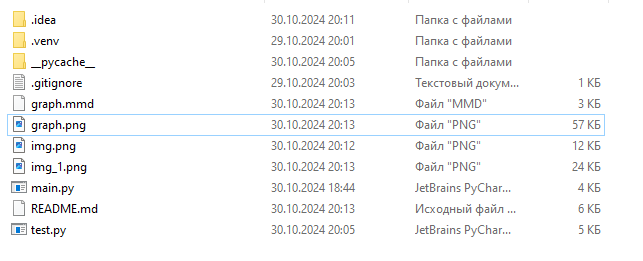 .idea 30.10.2024 20:11 Папка с файлами
.venv 29.10.2024 20:01 Папка с файлами
__pycache__ 30.10.2024 20:05 Папка с файлами
.gitignore 29.10.2024 20:03 Текстовый докум... 1 КБ
graph.mmd 30.10.2024 20:13 Файл "MMD" 3 КБ
graph.png 30.10.2024 20:13 Файл "PNG" 57 КБ
img.png 30.10.2024 20:12 Файл "PNG" 12 КБ
img_1.png 30.10.2024 20:13 Файл "PNG" 24 КБ
main.py 30.10.2024 18:44 JetBrains PyChar... 4 КБ
README.md 30.10.2024 20:13 Исходный файл ... 6 КБ
test.py 30.10.2024 20:05 JetBrains PyChar... 5 КБ